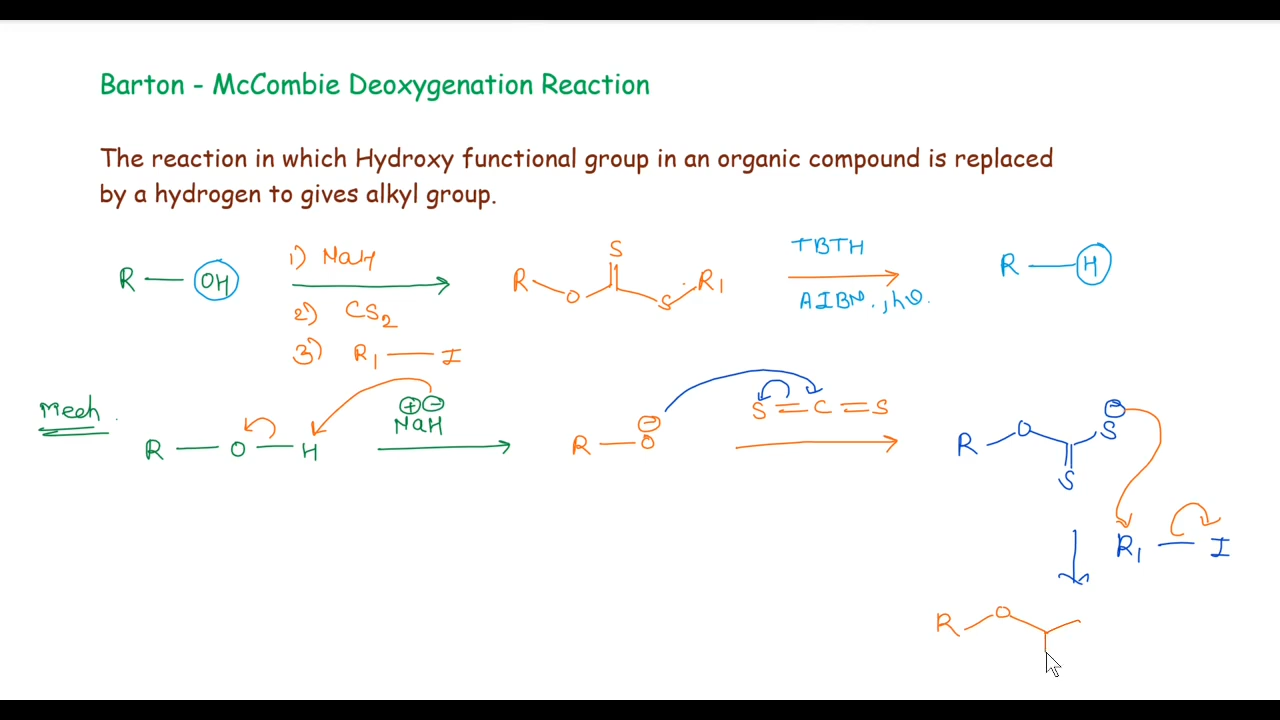 Barton - McCombie Deoxygenation Reaction
The reaction in which Hydroxy functional group in an organic compound is replaced
by a hydrogen to gives alkyl group.
R — OH
1) NaH
2) CS2
3) R1 — I
S
R O S R1
TBTH
AIBN., hν.
R — H
Mech.
R — O — H
⊕ ⊖
NaH
⊖
R — O
S = C = S
⊖
R O S
S
R1 — I
R O